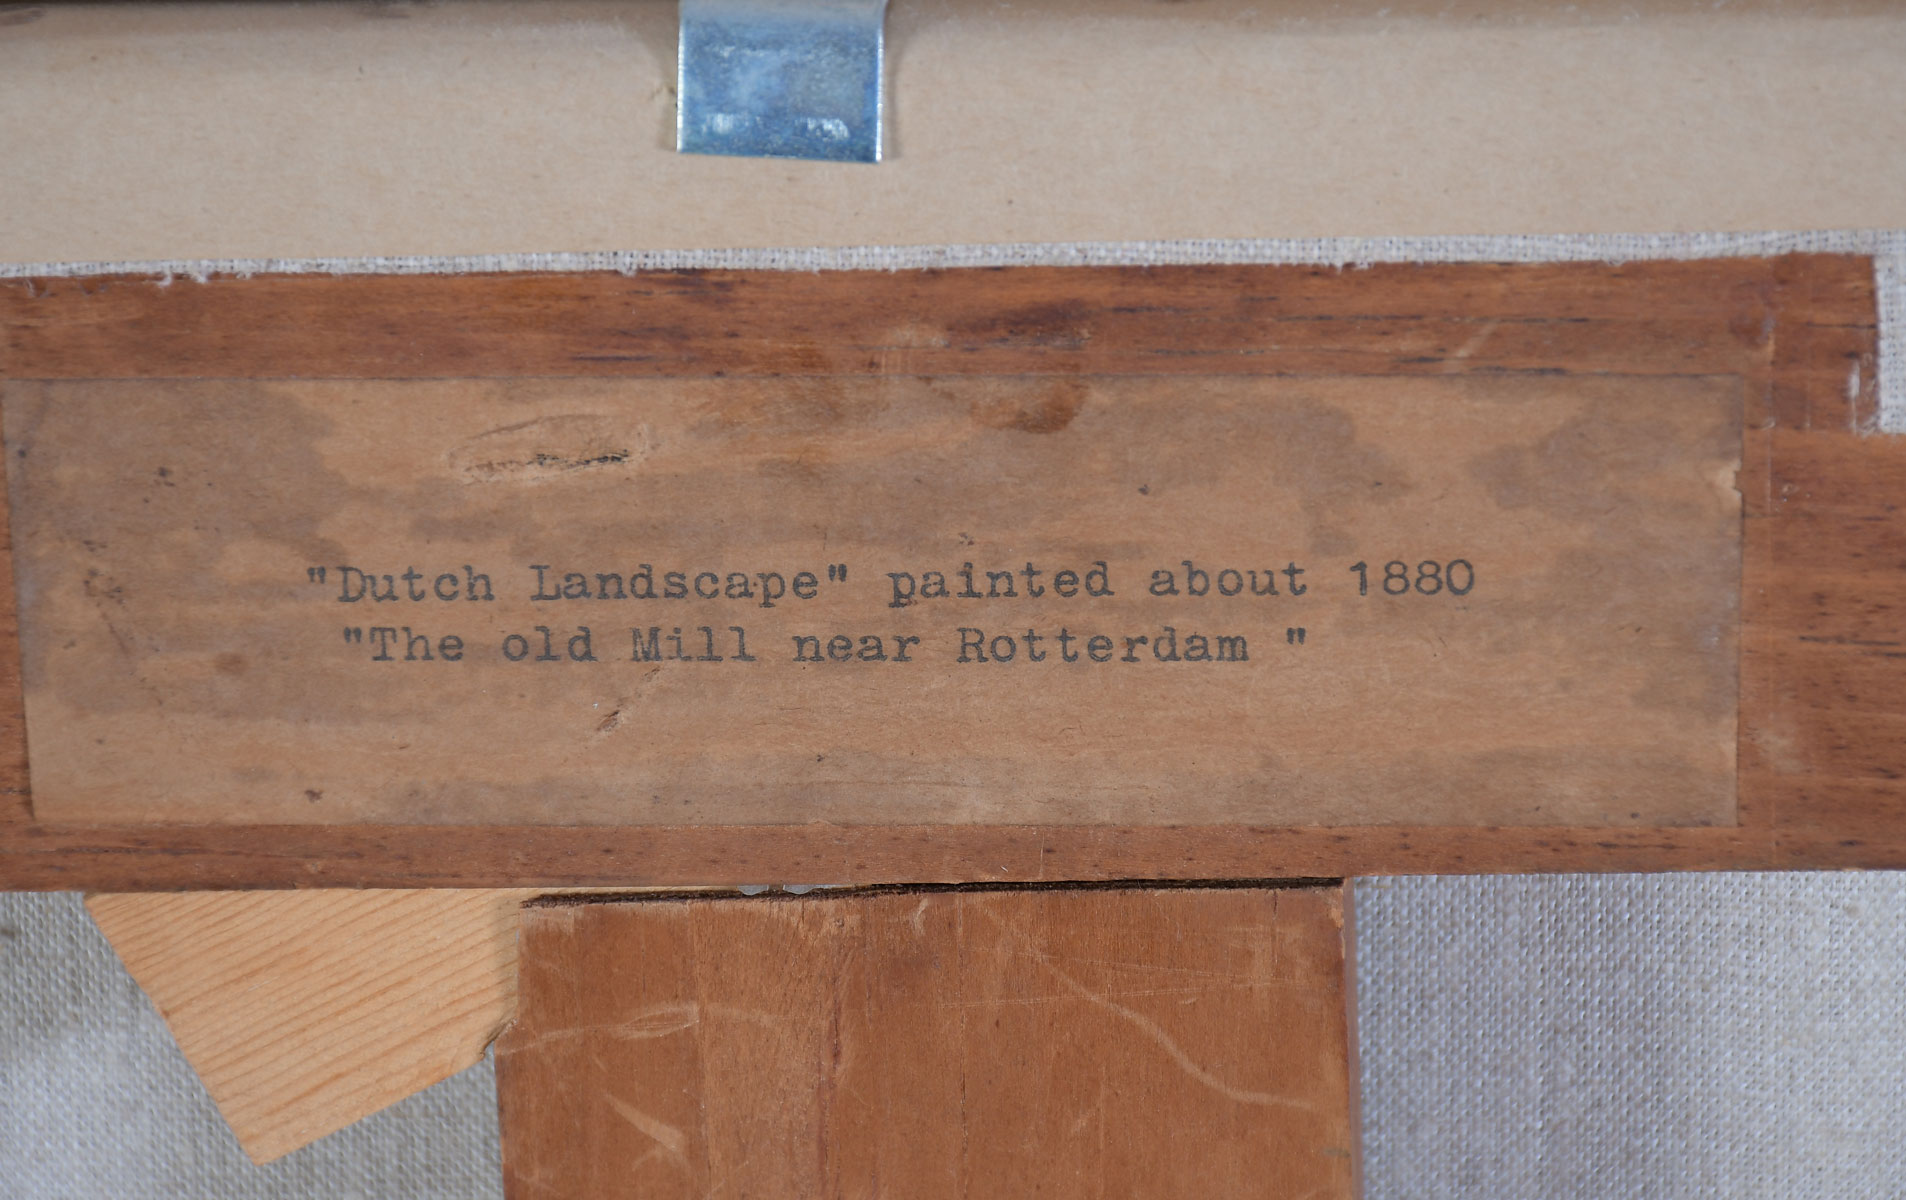 "Dutch Landscape" painted about 1880
"The old Mill near Rotterdam "